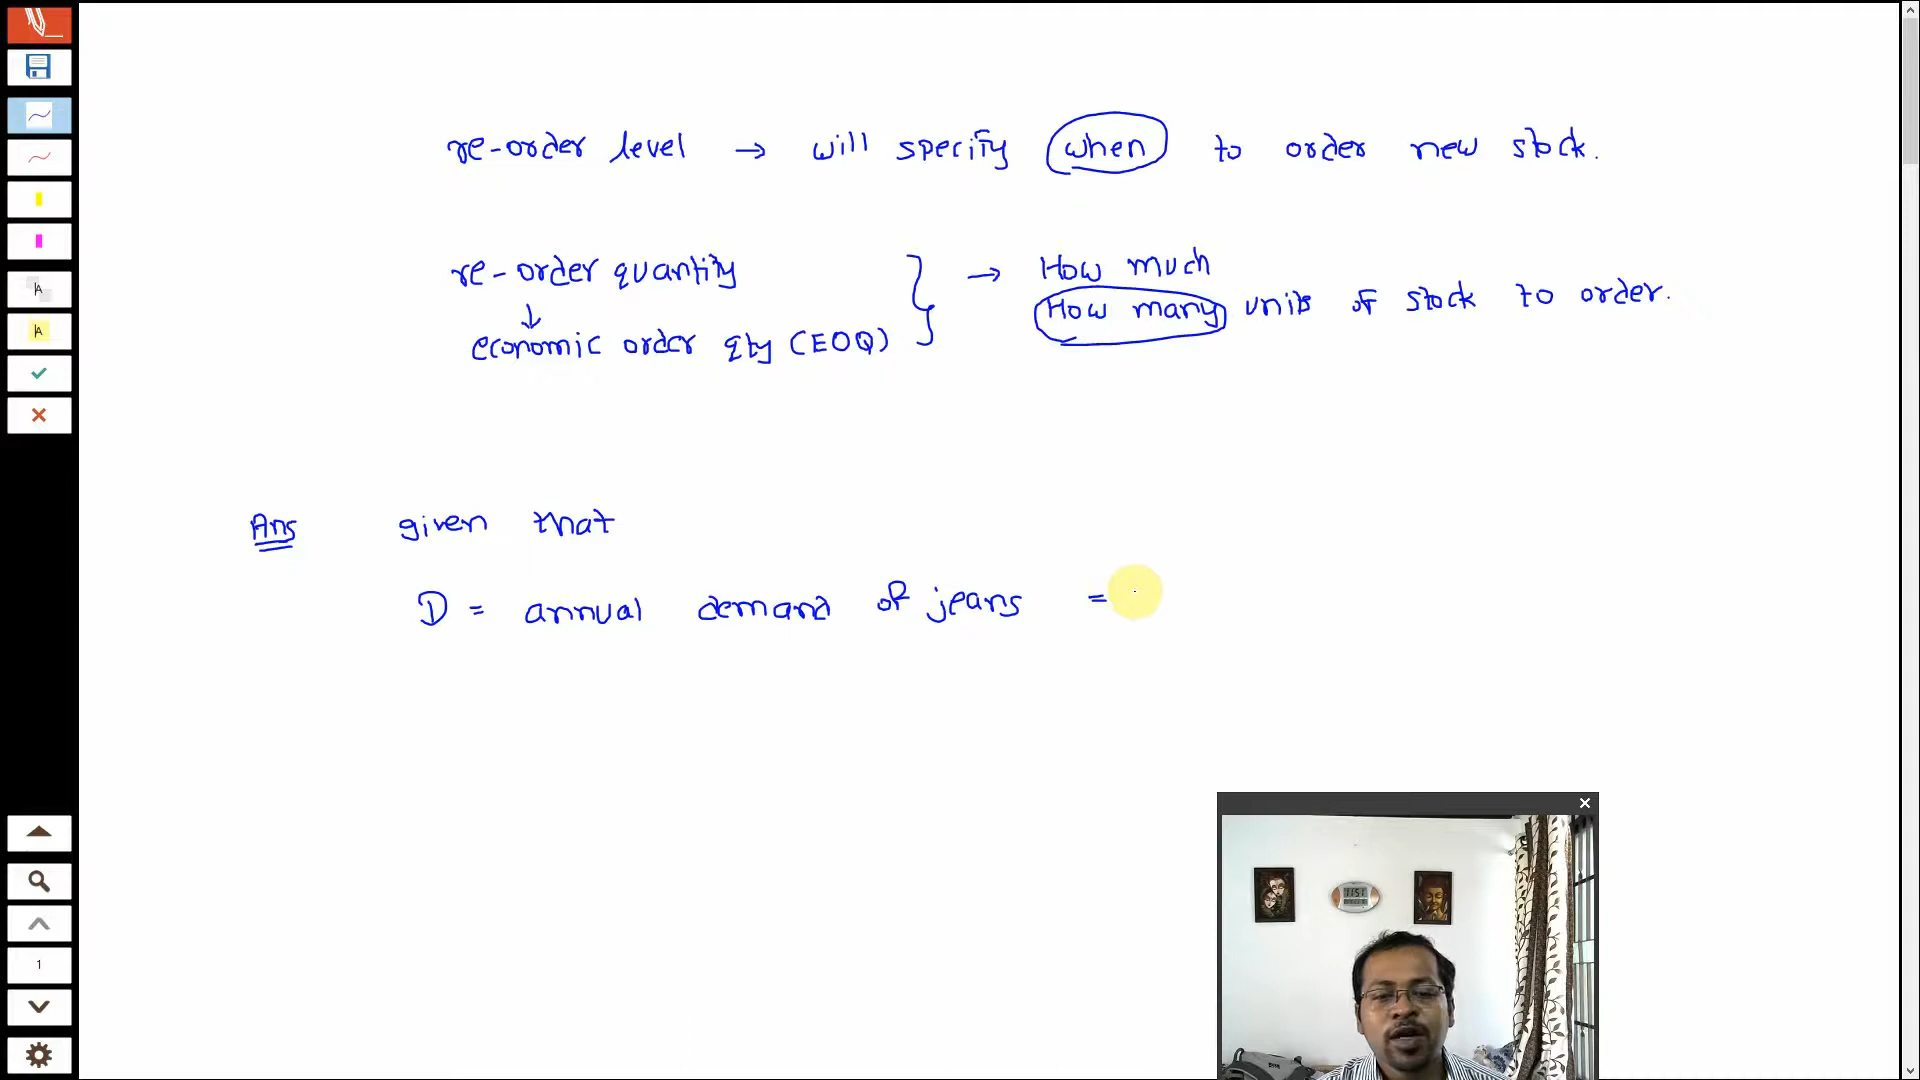 re-order level → will specify when to order new stock.
re-order quantity } → How much
How many units of stock to order.
↓
economic order qty (EOQ)
Ans given that
D = annual demand of jeans =
1